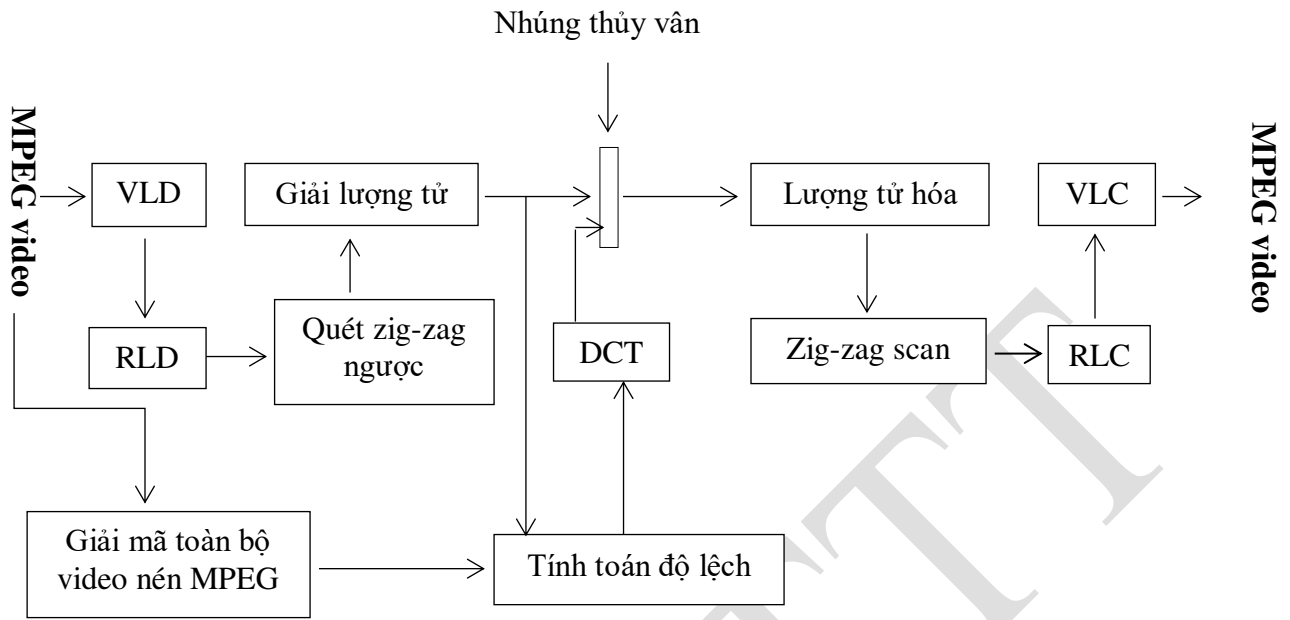 Nhúng thủy vân
MPEG video
VLD
Giải lượng tử
Lượng tử hóa
VLC
MPEG video
RLD
Quét zig-zag
ngược
DCT
Zig-zag scan
RLC
Giải mã toàn bộ
video nén MPEG
Tính toán độ lệch
TT